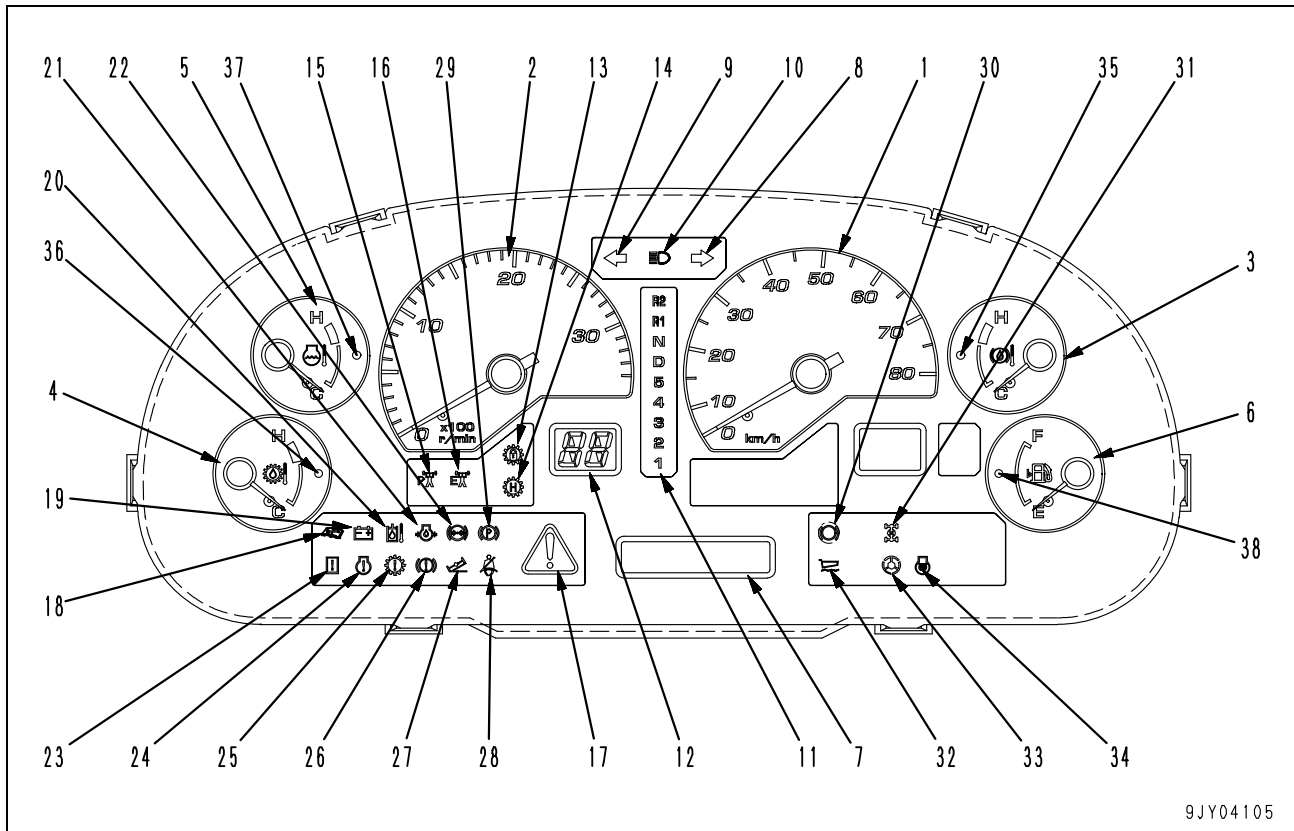 21 22 5 37 15 16 29 2 13 14 9 10 8 1 30 35 31
20
36
3
4
6
19
18
38
H
°C
H
°C
0 10 20 30
x100
r/min
P
E
H
R2
R1
N
D
5
4
3
2
1
88
0 10 20 30 40 50 60 70 80
km/h
H
°C
F
E
P
23 24 25 26 27 28 17 12 11 7 32 33 34
9JY04105